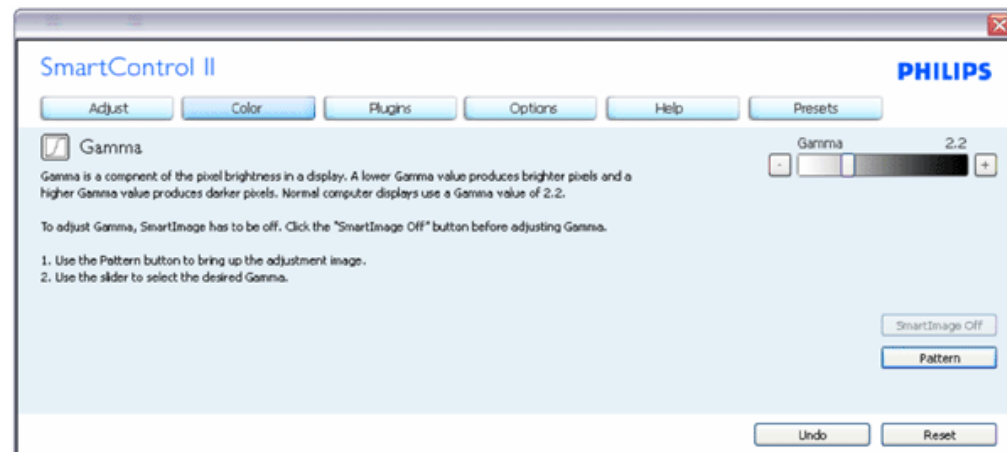 SmartControl II
PHILIPS
Adjust Color Plugins Options Help Presets
Gamma
Gamma 2.2
- +
Gamma is a compnent of the pixel brightness in a display. A lower Gamma value produces brighter pixels and a
higher Gamma value produces darker pixels. Normal computer displays use a Gamma value of 2.2.
To adjust Gamma, SmartImage has to be off. Click the "SmartImage Off" button before adjusting Gamma.
1. Use the Pattern button to bring up the adjustment image.
2. Use the slider to select the desired Gamma.
SmartImage Off
Pattern
Undo Reset